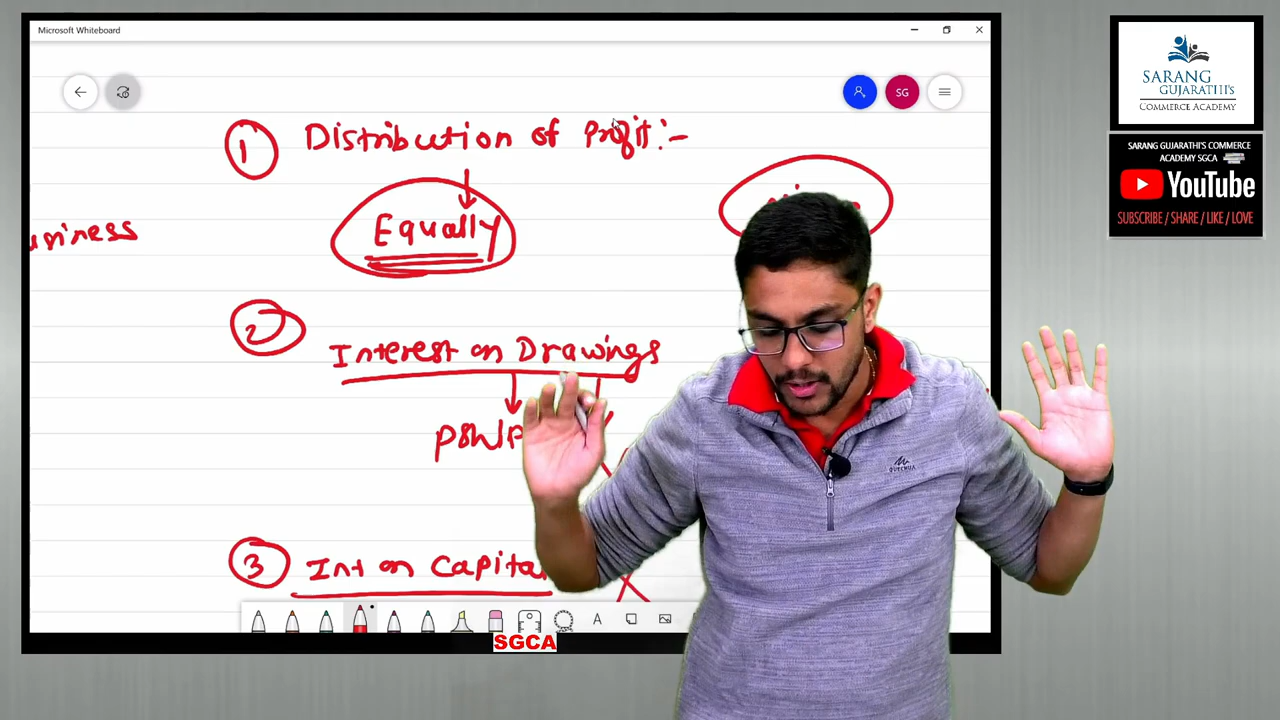 Microsoft Whiteboard
SG
SARANG
GUJARATHI'S
COMMERCE ACADEMY
SARANG GUJARATHI'S COMMERCE
ACADEMY SGCA
YouTube
SUBSCRIBE / SHARE / LIKE / LOVE
1 Distribution of Profit:-
Equally
usiness
2
Interest on Drawings
3 Int on Capital
A
SGCA